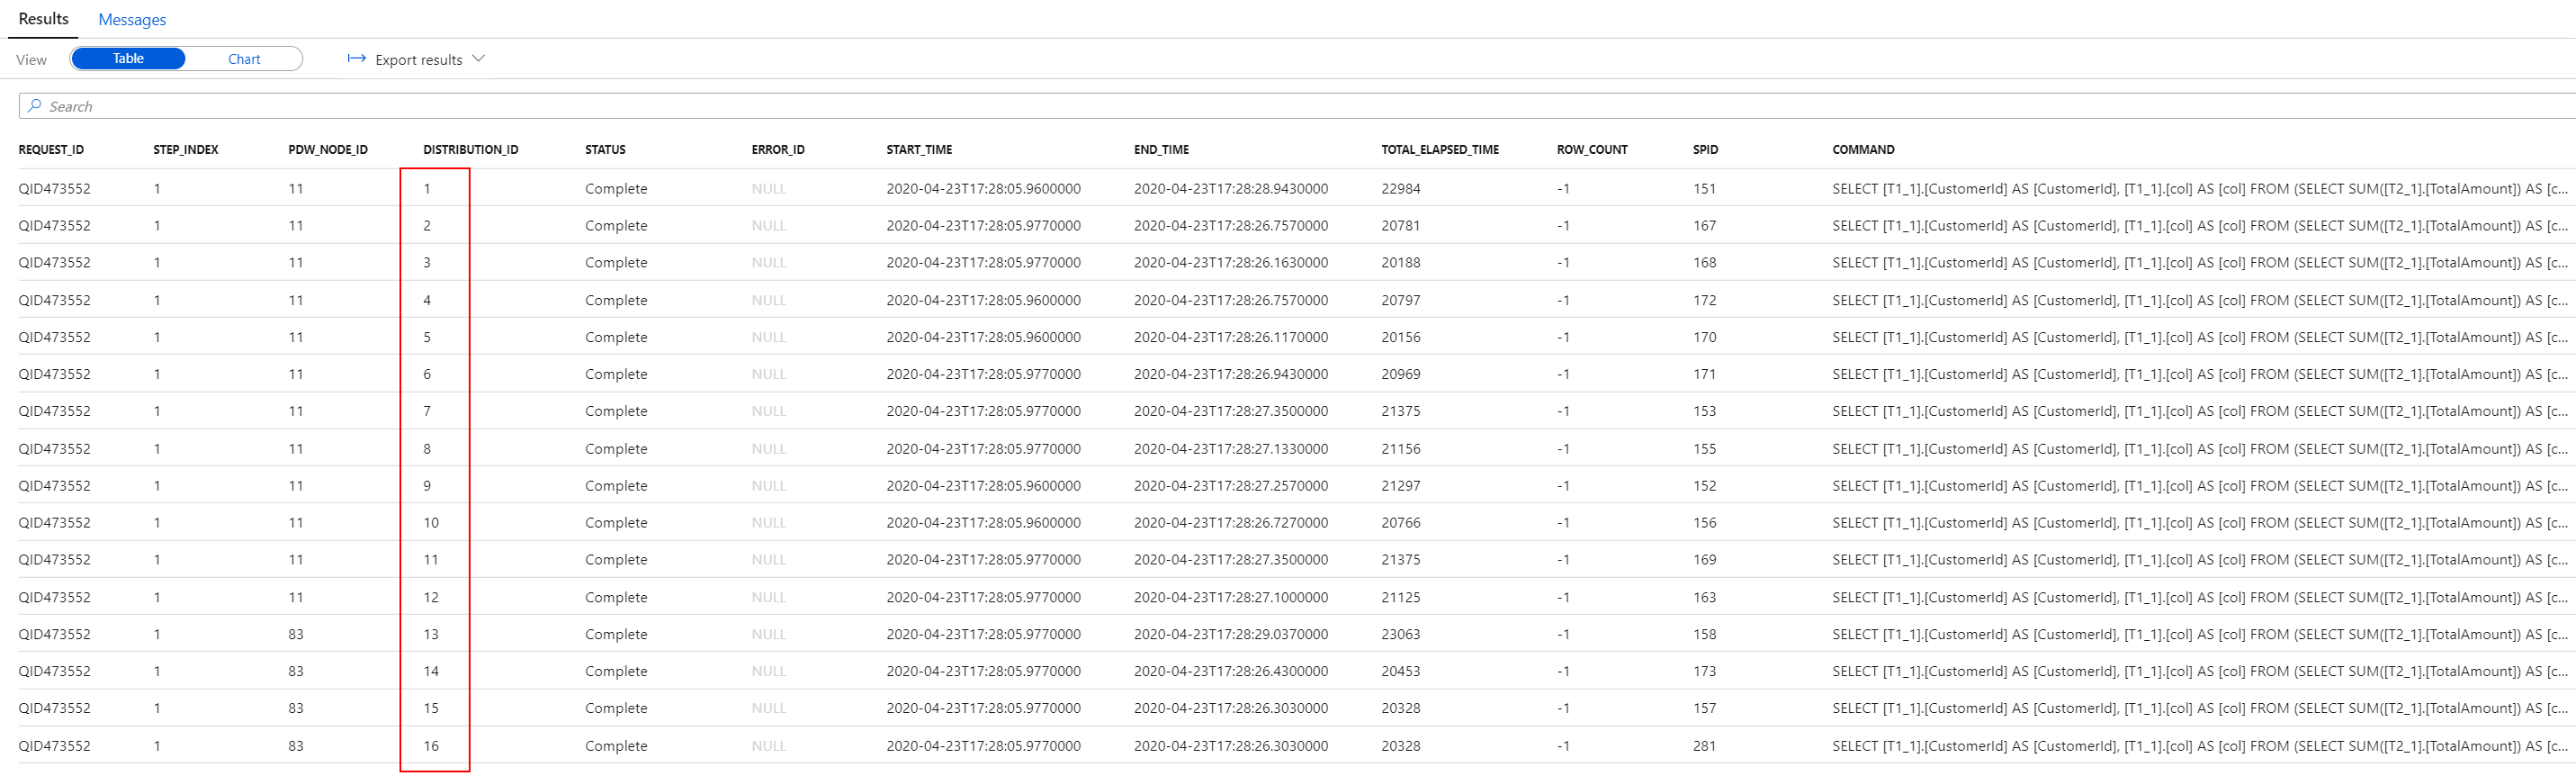 Results Messages
View Table Chart Export results
Search
REQUEST_ID STEP_INDEX PDW_NODE_ID DISTRIBUTION_ID STATUS ERROR_ID START_TIME END_TIME TOTAL_ELAPSED_TIME ROW_COUNT SPID COMMAND
QID473552 1 11 1 Complete NULL 2020-04-23T17:28:05.9600000 2020-04-23T17:28:28.9430000 22984 -1 151 SELECT [T1_1].[CustomerId] AS [CustomerId], [T1_1].[col] AS [col] FROM (SELECT SUM([T2_1].[TotalAmount]) AS [c...
QID473552 1 11 2 Complete NULL 2020-04-23T17:28:05.9770000 2020-04-23T17:28:26.7570000 20781 -1 167 SELECT [T1_1].[CustomerId] AS [CustomerId], [T1_1].[col] AS [col] FROM (SELECT SUM([T2_1].[TotalAmount]) AS [c...
QID473552 1 11 3 Complete NULL 2020-04-23T17:28:05.9770000 2020-04-23T17:28:26.1630000 20188 -1 168 SELECT [T1_1].[CustomerId] AS [CustomerId], [T1_1].[col] AS [col] FROM (SELECT SUM([T2_1].[TotalAmount]) AS [c...
QID473552 1 11 4 Complete NULL 2020-04-23T17:28:05.9600000 2020-04-23T17:28:26.7570000 20797 -1 172 SELECT [T1_1].[CustomerId] AS [CustomerId], [T1_1].[col] AS [col] FROM (SELECT SUM([T2_1].[TotalAmount]) AS [c...
QID473552 1 11 5 Complete NULL 2020-04-23T17:28:05.9600000 2020-04-23T17:28:26.1170000 20156 -1 170 SELECT [T1_1].[CustomerId] AS [CustomerId], [T1_1].[col] AS [col] FROM (SELECT SUM([T2_1].[TotalAmount]) AS [c...
QID473552 1 11 6 Complete NULL 2020-04-23T17:28:05.9770000 2020-04-23T17:28:26.9430000 20969 -1 171 SELECT [T1_1].[CustomerId] AS [CustomerId], [T1_1].[col] AS [col] FROM (SELECT SUM([T2_1].[TotalAmount]) AS [c...
QID473552 1 11 7 Complete NULL 2020-04-23T17:28:05.9770000 2020-04-23T17:28:27.3500000 21375 -1 153 SELECT [T1_1].[CustomerId] AS [CustomerId], [T1_1].[col] AS [col] FROM (SELECT SUM([T2_1].[TotalAmount]) AS [c...
QID473552 1 11 8 Complete NULL 2020-04-23T17:28:05.9770000 2020-04-23T17:28:27.1330000 21156 -1 155 SELECT [T1_1].[CustomerId] AS [CustomerId], [T1_1].[col] AS [col] FROM (SELECT SUM([T2_1].[TotalAmount]) AS [c...
QID473552 1 11 9 Complete NULL 2020-04-23T17:28:05.9600000 2020-04-23T17:28:27.2570000 21297 -1 152 SELECT [T1_1].[CustomerId] AS [CustomerId], [T1_1].[col] AS [col] FROM (SELECT SUM([T2_1].[TotalAmount]) AS [c...
QID473552 1 11 10 Complete NULL 2020-04-23T17:28:05.9600000 2020-04-23T17:28:26.7270000 20766 -1 156 SELECT [T1_1].[CustomerId] AS [CustomerId], [T1_1].[col] AS [col] FROM (SELECT SUM([T2_1].[TotalAmount]) AS [c...
QID473552 1 11 11 Complete NULL 2020-04-23T17:28:05.9770000 2020-04-23T17:28:27.3500000 21375 -1 169 SELECT [T1_1].[CustomerId] AS [CustomerId], [T1_1].[col] AS [col] FROM (SELECT SUM([T2_1].[TotalAmount]) AS [c...
QID473552 1 11 12 Complete NULL 2020-04-23T17:28:05.9770000 2020-04-23T17:28:27.1000000 21125 -1 163 SELECT [T1_1].[CustomerId] AS [CustomerId], [T1_1].[col] AS [col] FROM (SELECT SUM([T2_1].[TotalAmount]) AS [c...
QID473552 1 83 13 Complete NULL 2020-04-23T17:28:05.9770000 2020-04-23T17:28:29.0370000 23063 -1 158 SELECT [T1_1].[CustomerId] AS [CustomerId], [T1_1].[col] AS [col] FROM (SELECT SUM([T2_1].[TotalAmount]) AS [c...
QID473552 1 83 14 Complete NULL 2020-04-23T17:28:05.9770000 2020-04-23T17:28:26.4300000 20453 -1 173 SELECT [T1_1].[CustomerId] AS [CustomerId], [T1_1].[col] AS [col] FROM (SELECT SUM([T2_1].[TotalAmount]) AS [c...
QID473552 1 83 15 Complete NULL 2020-04-23T17:28:05.9770000 2020-04-23T17:28:26.3030000 20328 -1 157 SELECT [T1_1].[CustomerId] AS [CustomerId], [T1_1].[col] AS [col] FROM (SELECT SUM([T2_1].[TotalAmount]) AS [c...
QID473552 1 83 16 Complete NULL 2020-04-23T17:28:05.9770000 2020-04-23T17:28:26.3030000 20328 -1 281 SELECT [T1_1].[CustomerId] AS [CustomerId], [T1_1].[col] AS [col] FROM (SELECT SUM([T2_1].[TotalAmount]) AS [c...